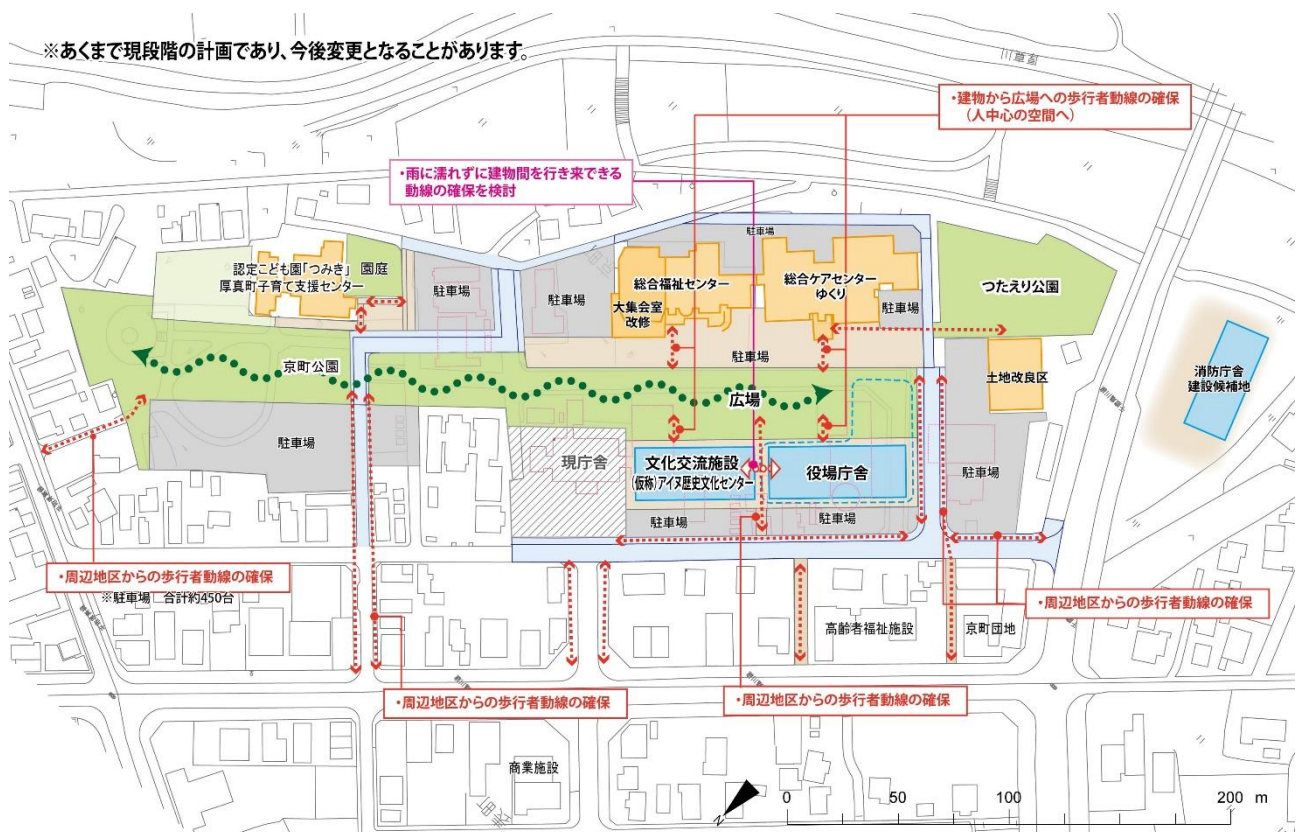 ※あくまで現段階の計画であり、今後変更となることがあります。
・建物から広場への歩行者動線の確保
(人中心の空間へ)
・雨に濡れずに建物間を行き来できる
動線の確保を検討
認定こども園「つみき」 園庭
厚真町子育て支援センター
駐車場
駐車場
駐車場
総合福祉センター
大集会室
改修
総合ケアセンター
ゆくり
駐車場
つたえり公園
駐車場
土地改良区
消防庁舎
建設候補地
京町公園
広場
駐車場
現庁舎
文化交流施設
(仮称)アイヌ歴史文化センター
役場庁舎
駐車場
駐車場
駐車場
・周辺地区からの歩行者動線の確保
※駐車場 合計約450台
・周辺地区からの歩行者動線の確保
高齢者福祉施設
京町団地
・周辺地区からの歩行者動線の確保
・周辺地区からの歩行者動線の確保
商業施設
N
0 50 100 200 m